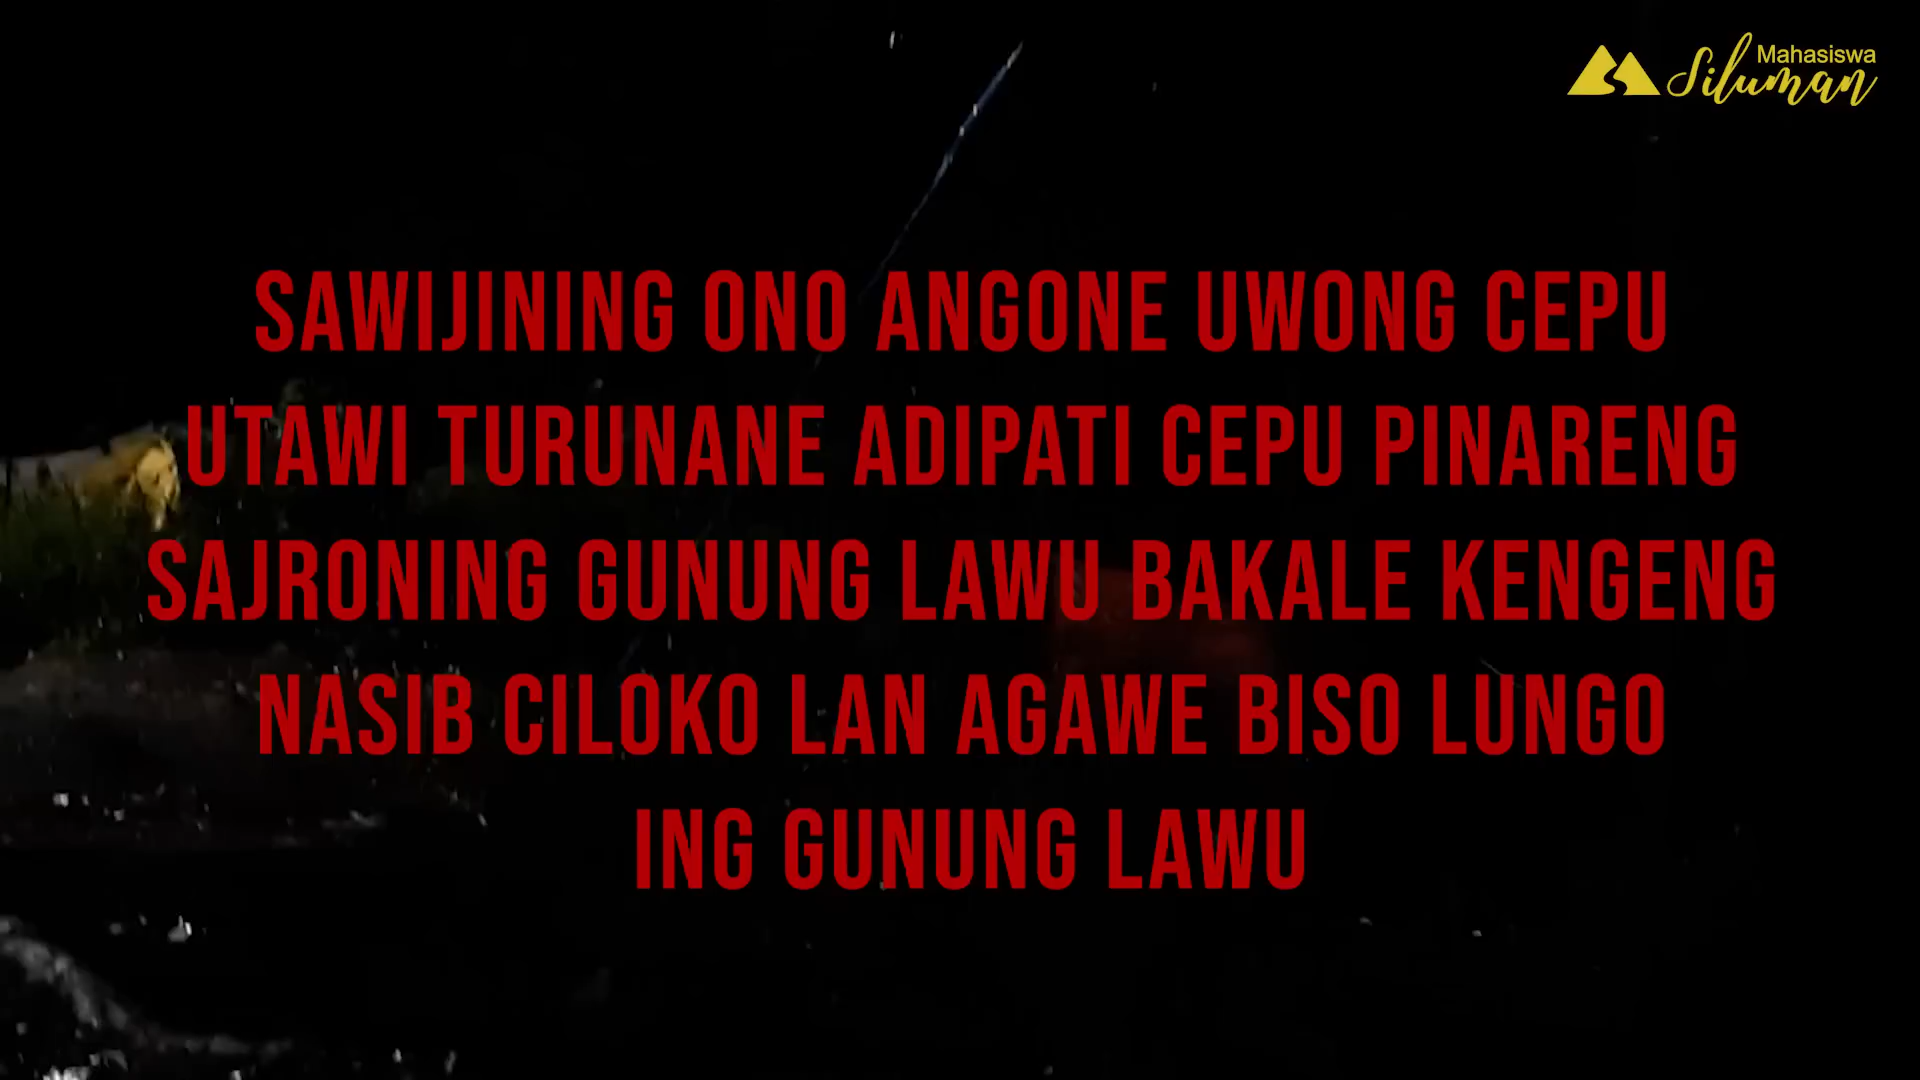 Mahasiswa
Siluman
SAWIJINING ONO ANGONE UWONG CEPU
UTAWI TURUNANE ADIPATI CEPU PINARENG
SAJRONING GUNUNG LAWU BAKALE KENGENG
NASIB CILOKO LAN AGAWE BISO LUNGO
ING GUNUNG LAWU